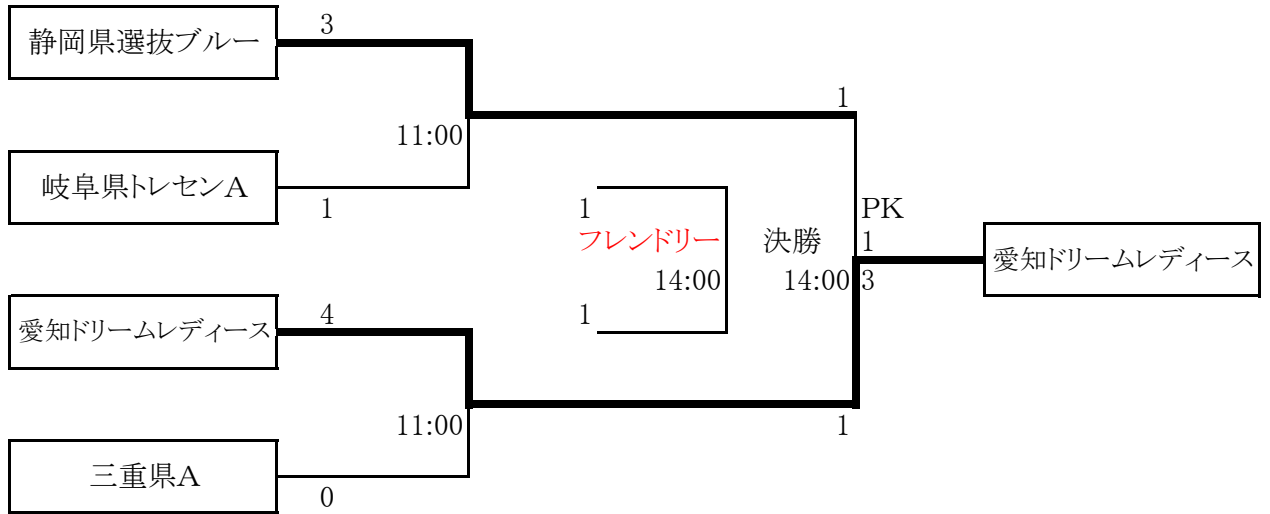 静岡県選抜ブルー
3
11:00
岐阜県トレセンA
1
愛知ドリームレディース
4
11:00
三重県A
0
1
1
フレンドリー
14:00
1
決勝
14:00
PK
1
3
1
愛知ドリームレディース